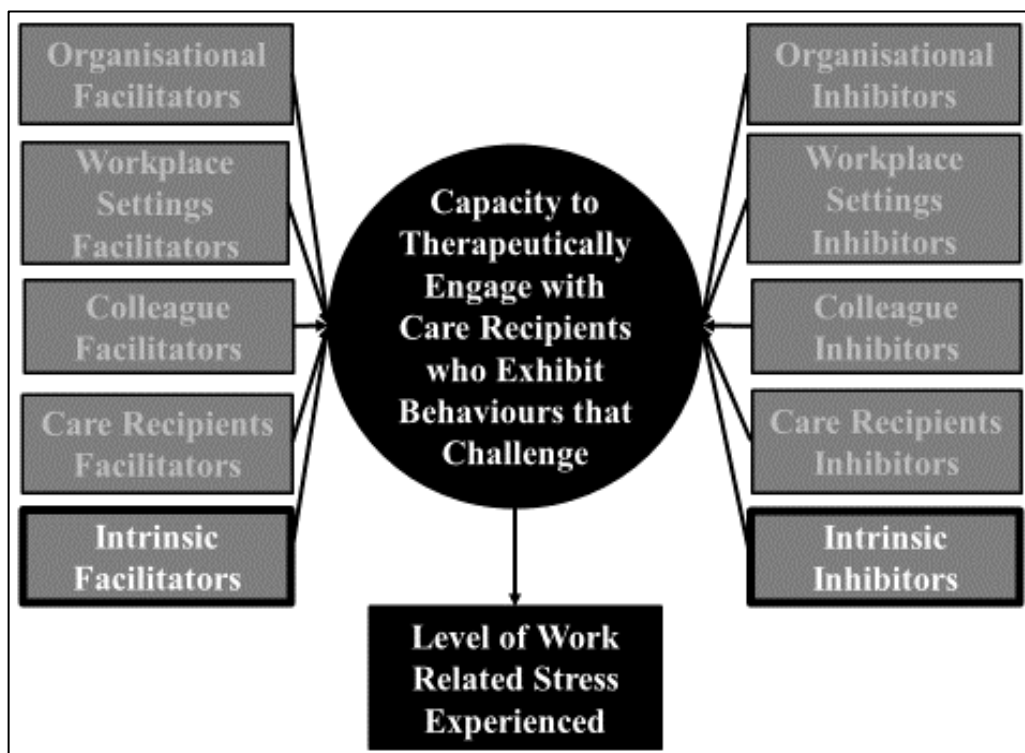 Organisational
Facilitators
Workplace
Settings
Facilitators
Colleague
Facilitators
Care Recipients
Facilitators
Intrinsic
Facilitators
Capacity to
Therapeutically
Engage with
Care Recipients
who Exhibit
Behaviours that
Challenge
Level of Work
Related Stress
Experienced
Organisational
Inhibitors
Workplace
Settings
Inhibitors
Colleague
Inhibitors
Care Recipients
Inhibitors
Intrinsic
Inhibitors